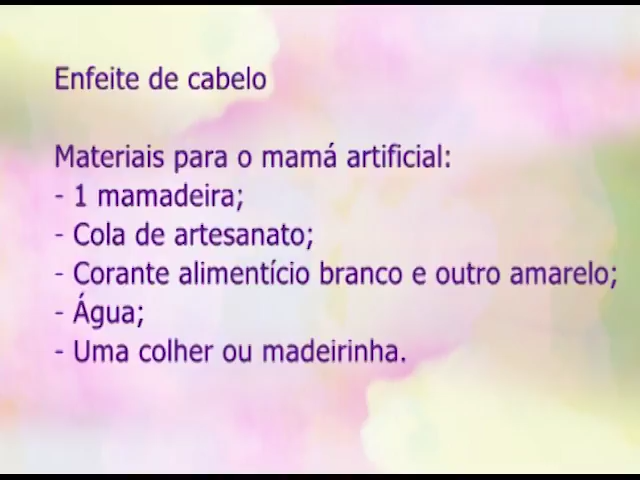 Enfeite de cabelo
Materiais para o mamá artificial:
- 1 mamadeira;
- Cola de artesanato;
- Corante alimentício branco e outro amarelo;
- Água;
- Uma colher ou madeirinha.